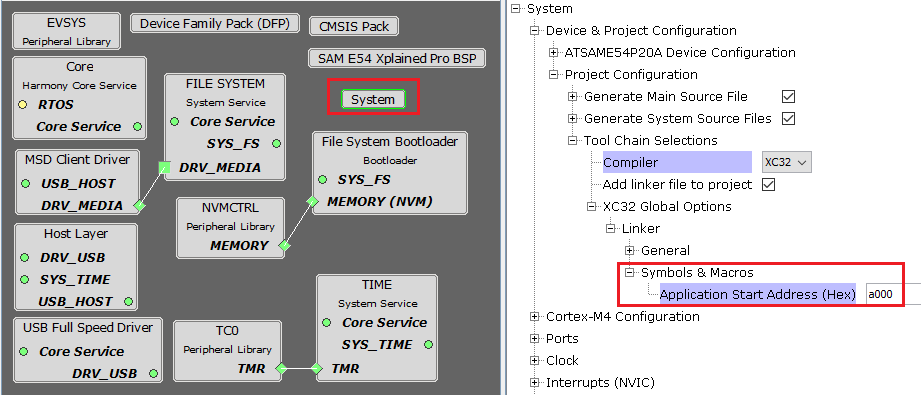 EVSYS
Peripheral Library
Device Family Pack (DFP)
CMSIS Pack
SAM E54 Xplained Pro BSP
Core
Harmony Core Service
RTOS
Core Service
FILE SYSTEM
System Service
Core Service
SYS_FS
DRV_MEDIA
System
File System Bootloader
Bootloader
SYS_FS
MEMORY (NVM)
MSD Client Driver
USB_HOST
DRV_MEDIA
NVMCTRL
Peripheral Library
MEMORY
Host Layer
DRV_USB
SYS_TIME
USB_HOST
TIME
System Service
Core Service
SYS_TIME
TMR
USB Full Speed Driver
Core Service
DRV_USB
TC0
Peripheral Library
TMR
System
Device & Project Configuration
ATSAME54P20A Device Configuration
Project Configuration
Generate Main Source File
Generate System Source Files
Tool Chain Selections
Compiler XC32
Add linker file to project
XC32 Global Options
Linker
General
Symbols & Macros
Application Start Address (Hex) a000
Cortex-M4 Configuration
Ports
Clock
Interrupts (NVIC)